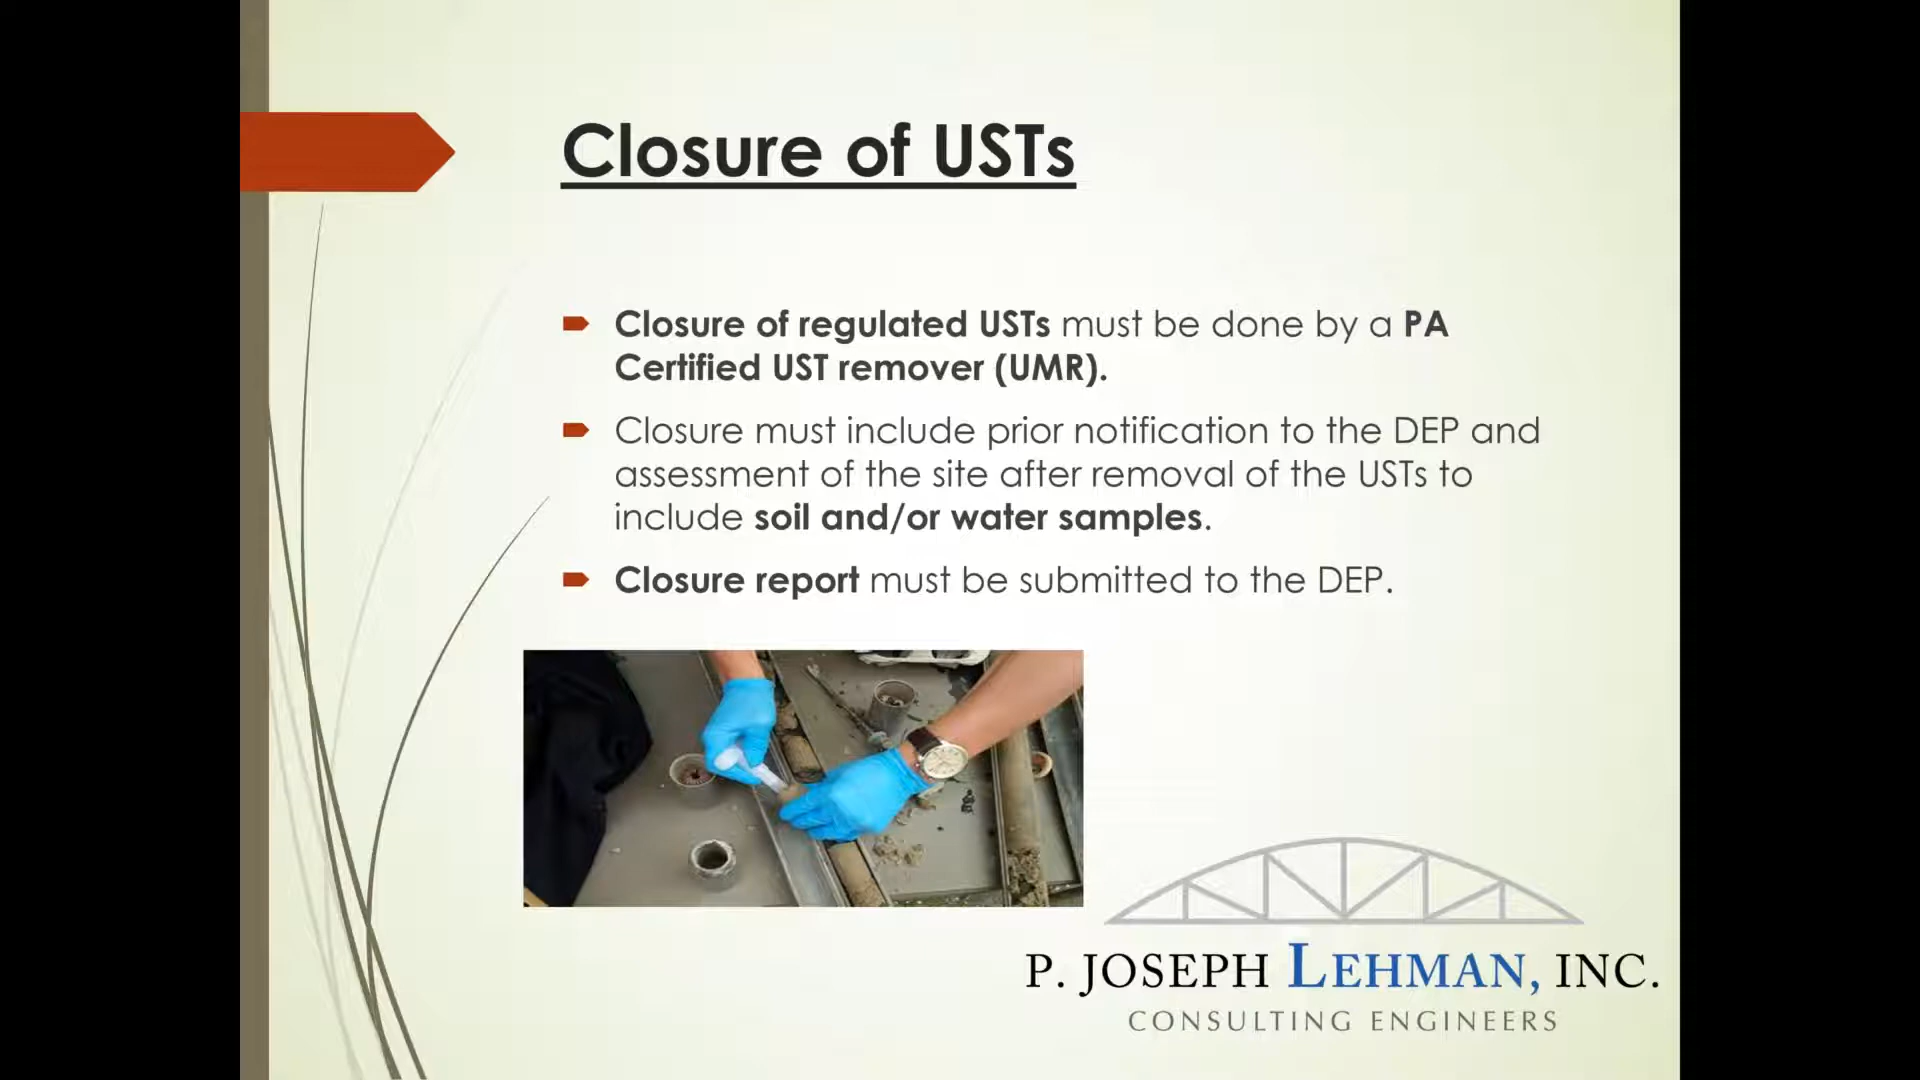 Closure of USTs
Closure of regulated USTs must be done by a PA
Certified UST remover (UMR).
Closure must include prior notification to the DEP and
assessment of the site after removal of the USTs to
include soil and/or water samples.
Closure report must be submitted to the DEP.
P. JOSEPH LEHMAN, INC.
CONSULTING ENGINEERS